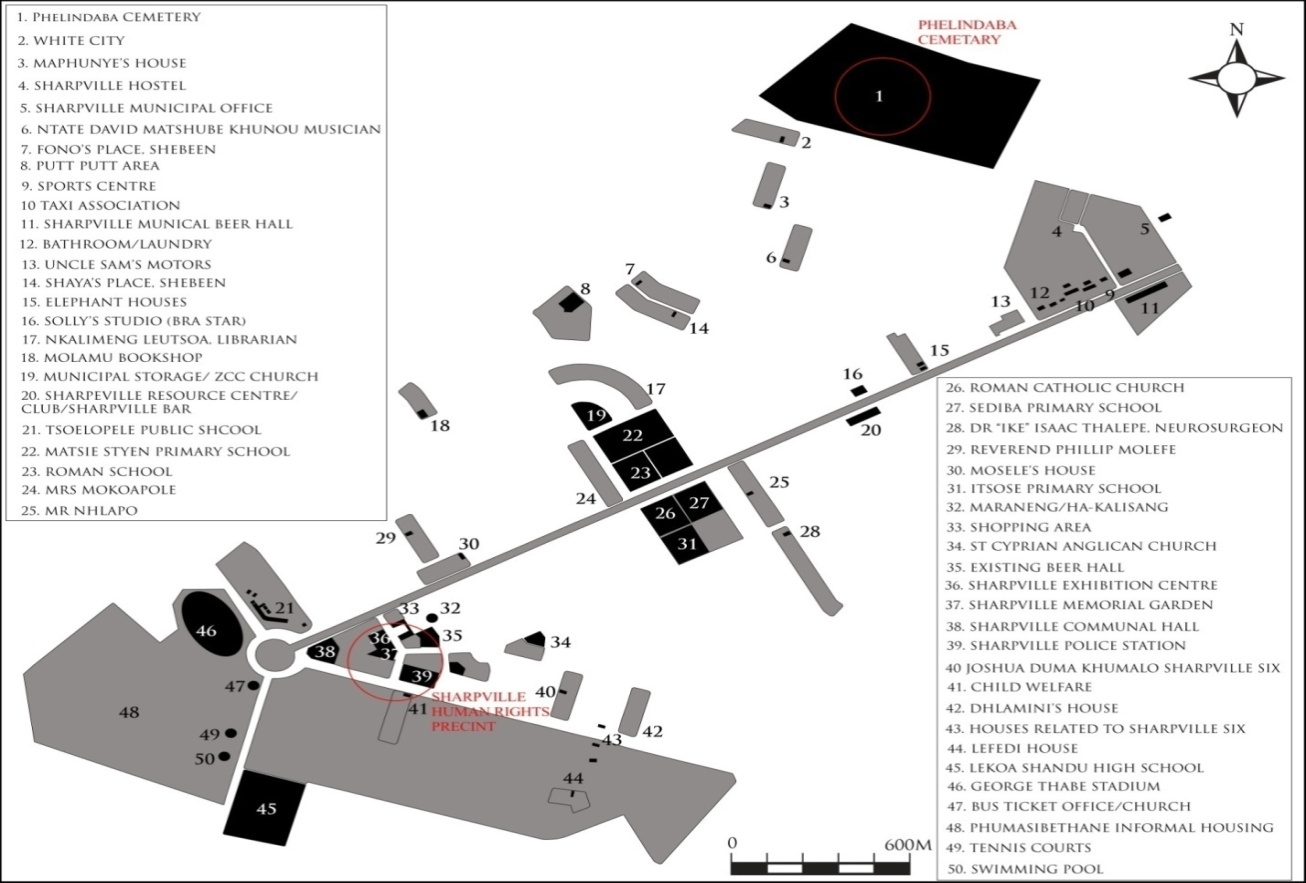 1. Phelindaba CEMETERY
2. WHITE CITY
3. MAPHUNYE'S HOUSE
4. SHARPVILLE HOSTEL
5. SHARPVILLE MUNICIPAL OFFICE
6. NTATE DAVID MATSHUBE KHUNOU MUSICIAN
7. FONO'S PLACE. SHEBEEN
8. PUTT PUTT AREA
9. SPORTS CENTRE
10 TAXI ASSOCIATION
11. SHARPVILLE MUNICAL BEER HALL
12. BATHROOM/LAUNDRY
13. UNCLE SAM'S MOTORS
14. SHAYA'S PLACE, SHEBEEN
15. ELEPHANT HOUSES
16. SOLLY'S STUDIO (BRA STAR)
17. NKALIMENG LEUTSOA. LIBRARIAN
18. MOLAMU BOOKSHOP
19. MUNICIPAL STORAGE/ ZCC CHURCH
20. SHARPEVILLE RESOURCE CENTRE/
CLUB/SHARPVILLE BAR
21. TSOELOPELE PUBLIC SHCOOL
22. MATSIE STYEN PRIMARY SCHOOL
23. ROMAN SCHOOL
24. MRS MOKOAPOLE
25. MR NHLAPO
PHELINDABA
CEMETARY
N
1
2
3
4
5
6
7
8
9
10
11
12
13
14
15
16
17
18
19
20
22
23
24
25
26
27
28
29
30
31
21
32
33
34
35
36
37
38
39
46
SHARPVILLE
HUMAN RIGHTS
PRECINT
40
41
42
43
44
45
47
48
49
50
0
600M
26. ROMAN CATHOLIC CHURCH
27. SEDIBA PRIMARY SCHOOL
28. DR "IKE" ISAAC THALEPE, NEUROSURGEON
29. REVEREND PHILLIP MOLEFE
30. MOSELE'S HOUSE
31. ITSOSE PRIMARY SCHOOL
32. MARANENG/HA-KALISANG
33. SHOPPING AREA
34. ST CYPRIAN ANGLICAN CHURCH
35. EXISTING BEER HALL
36. SHARPVILLE EXHIBITION CENTRE
37. SHARPVILLE MEMORIAL GARDEN
38. SHARPVILLE COMMUNAL HALL
39. SHARPVILLE POLICE STATION
40 JOSHUA DUMA KHUMALO SHARPVILLE SIX
41. CHILD WELFARE
42. DHLAMINI'S HOUSE
43. HOUSES RELATED TO SHARPVILLE SIX
44. LEFEDI HOUSE
45. LEKOA SHANDU HIGH SCHOOL
46. GEORGE THABE STADIUM
47. BUS TICKET OFFICE/CHURCH
48. PHUMASIBETHANE INFORMAL HOUSING
49. TENNIS COURTS
50. SWIMMING POOL